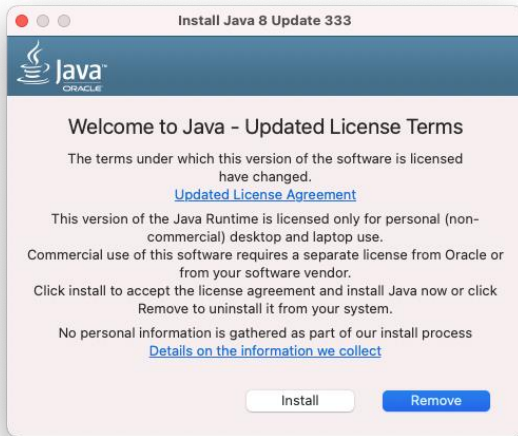 Install Java 8 Update 333
Java™
ORACLE
Welcome to Java - Updated License Terms
The terms under which this version of the software is licensed
have changed.
Updated License Agreement
This version of the Java Runtime is licensed only for personal (non-
commercial) desktop and laptop use.
Commercial use of this software requires a separate license from Oracle or
from your software vendor.
Click install to accept the license agreement and install Java now or click
Remove to uninstall it from your system.
No personal information is gathered as part of our install process
Details on the information we collect
Install
Remove